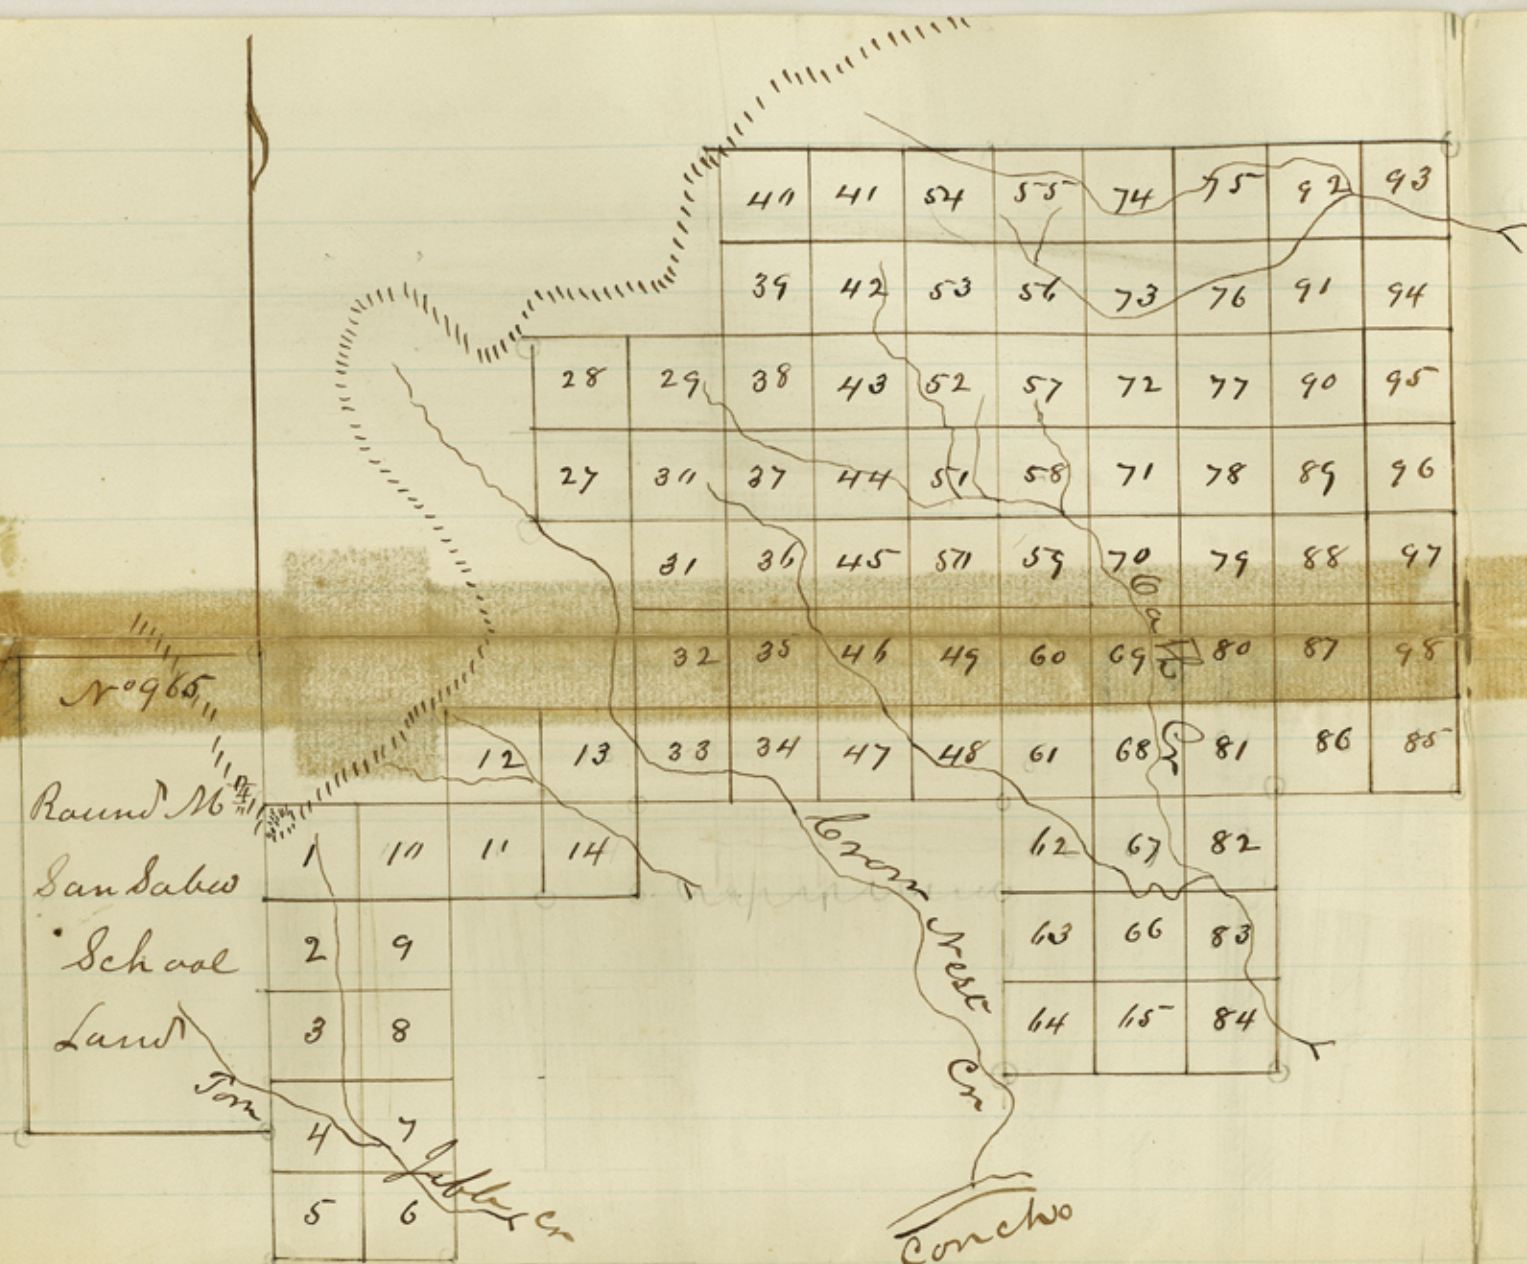 40 41 54 55 74 75 92 93
39 42 53 56 73 76 91 94
28 29 38 43 52 57 72 77 90 95
27 30 37 44 51 58 71 78 89 96
31 36 45 50 59 70 79 88 97
32 35 46 49 60 69 80 87 98
12 13 33 34 47 48 61 68 81 86 85
1 10 11 14 62 67 82
2 9 63 66 83
3 8 64 65 84
4 7
5 6
No 965
Round Mt
San Saba
School
Land
Tom
Cr
Crow Nest
Cr
Cr
Concho